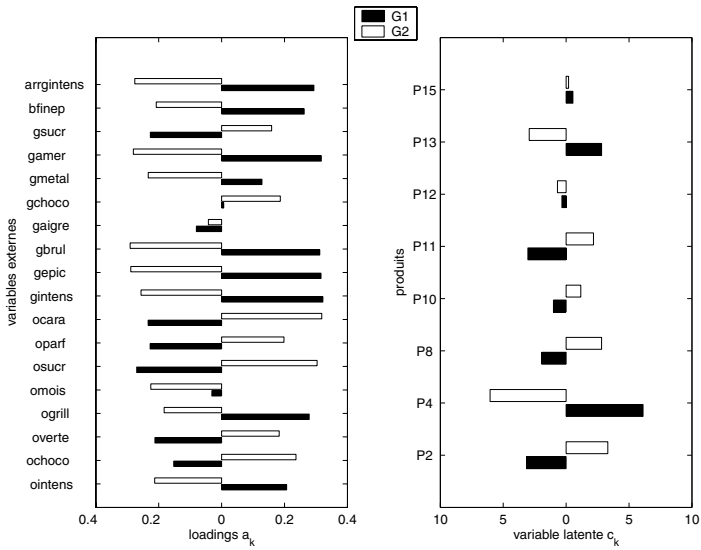 G1
G2
arrgintens
bfinep
gsucr
gamer
gmetal
gchoco
gaigre
gbrul
gepic
gintens
ocara
oparf
osucr
omois
ogrill
overte
ochoco
ointens
variables externes
0.4 0.2 0 0.2 0.4
loadings a_k
P15
P13
P12
P11
P10
P8
P4
P2
produits
10 5 0 5 10
variable latente c_k